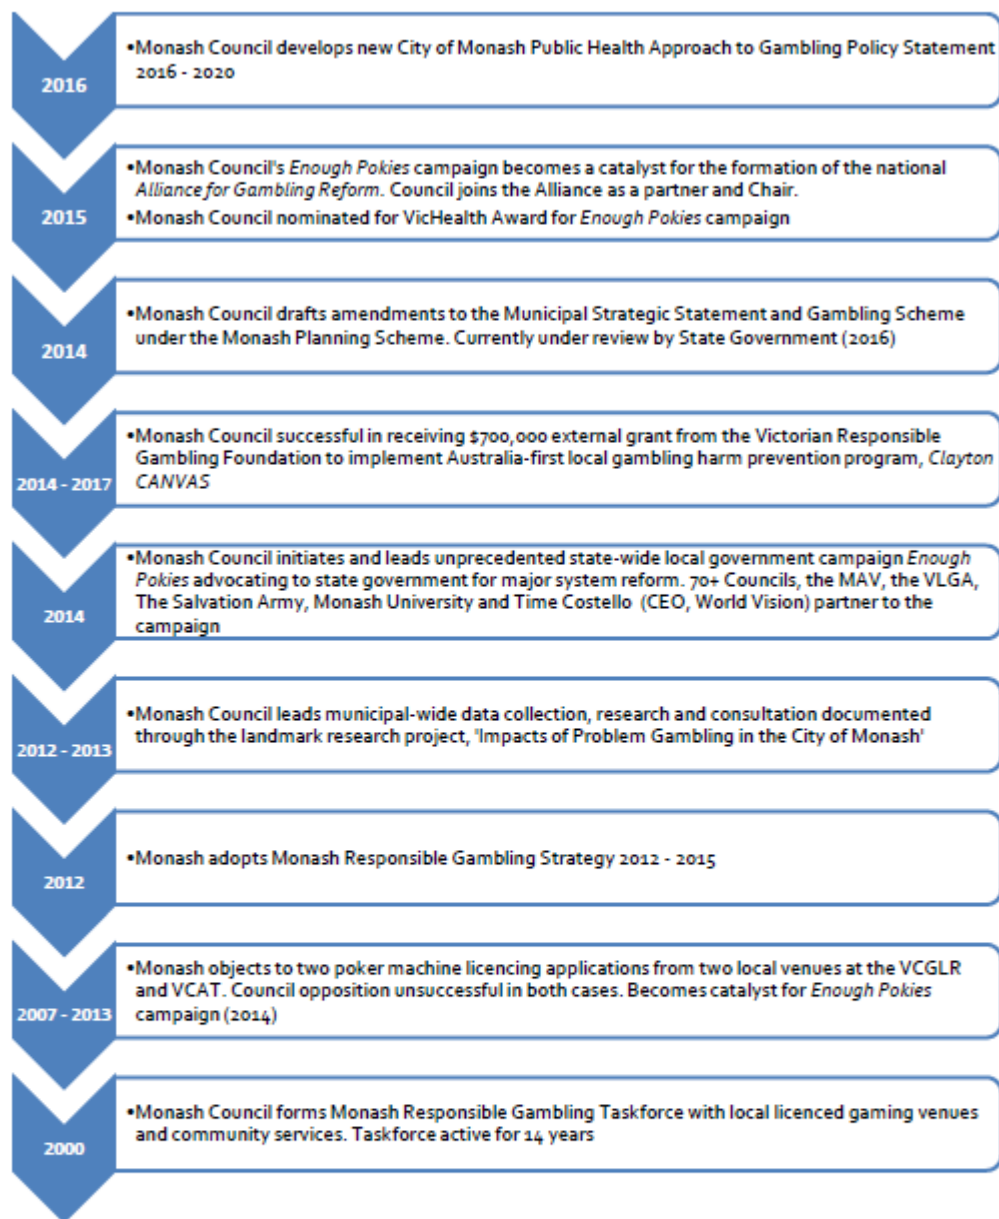 2016
•Monash Council develops new City of Monash Public Health Approach to Gambling Policy Statement
2016 - 2020
2015
•Monash Council's Enough Pokies campaign becomes a catalyst for the formation of the national
Alliance for Gambling Reform. Council joins the Alliance as a partner and Chair.
•Monash Council nominated for VicHealth Award for Enough Pokies campaign
2014
•Monash Council drafts amendments to the Municipal Strategic Statement and Gambling Scheme
under the Monash Planning Scheme. Currently under review by State Government (2016)
2014 - 2017
•Monash Council successful in receiving $700,000 external grant from the Victorian Responsible
Gambling Foundation to implement Australia-first local gambling harm prevention program, Clayton
CANVAS
2014
•Monash Council initiates and leads unprecedented state-wide local government campaign Enough
Pokies advocating to state government for major system reform. 70+ Councils, the MAV, the VLGA,
The Salvation Army, Monash University and Time Costello (CEO, World Vision) partner to the
campaign
2012 - 2013
•Monash Council leads municipal-wide data collection, research and consultation documented
through the landmark research project, 'Impacts of Problem Gambling in the City of Monash'
2012
•Monash adopts Monash Responsible Gambling Strategy 2012 - 2015
2007 - 2013
•Monash objects to two poker machine licencing applications from two local venues at the VCGLR
and VCAT. Council opposition unsuccessful in both cases. Becomes catalyst for Enough Pokies
campaign (2014)
2000
•Monash Council forms Monash Responsible Gambling Taskforce with local licenced gaming venues
and community services. Taskforce active for 14 years